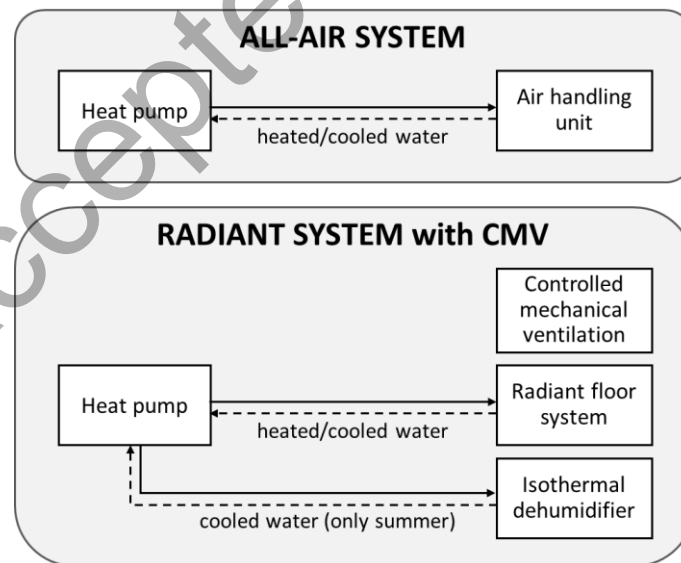 ALL-AIR SYSTEM
Heat pump
Air handling
unit
heated/cooled water
RADIANT SYSTEM with CMV
Controlled
mechanical
ventilation
Heat pump
Radiant floor
system
heated/cooled water
Isothermal
dehumidifier
cooled water (only summer)
Accepte